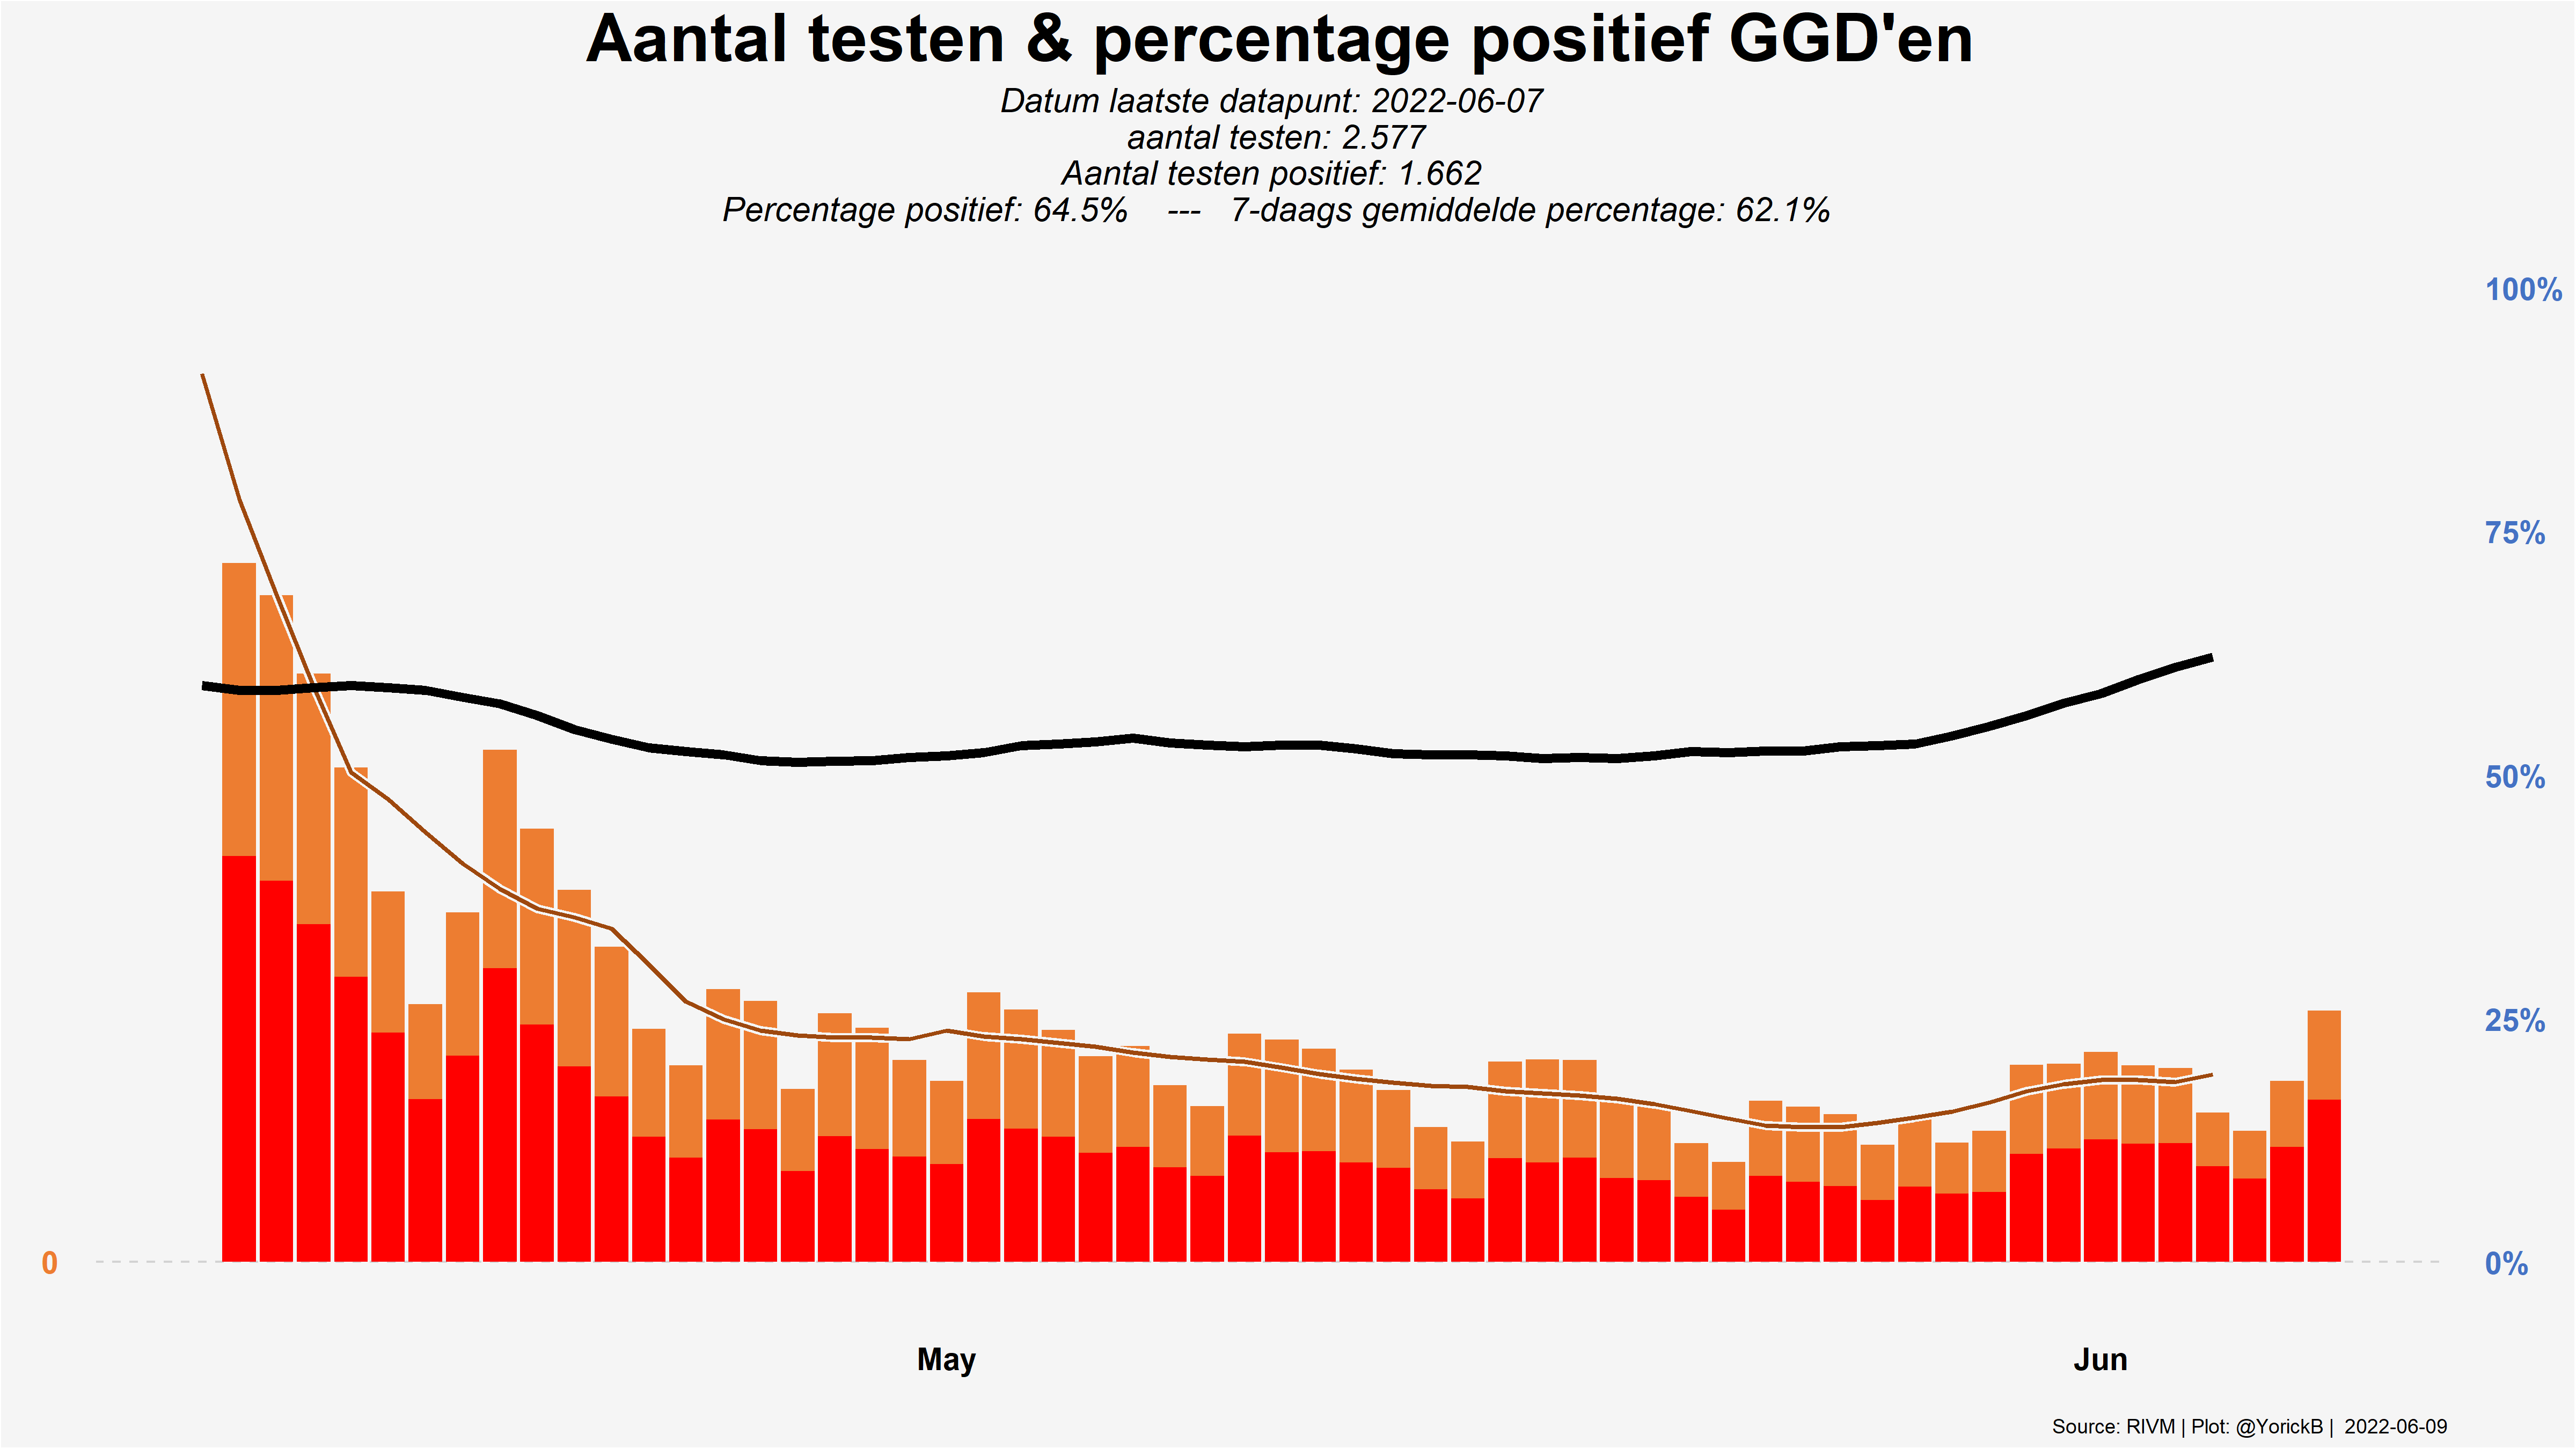 Aantal testen & percentage positief GGD'en
Datum laatste datapunt: 2022-06-07
aantal testen: 2.577
Aantal testen positief: 1.662
Percentage positief: 64.5% --- 7-daags gemiddelde percentage: 62.1%
100%
75%
50%
25%
0 0%
May Jun
Source: RIVM | Plot: @YorickB | 2022-06-09